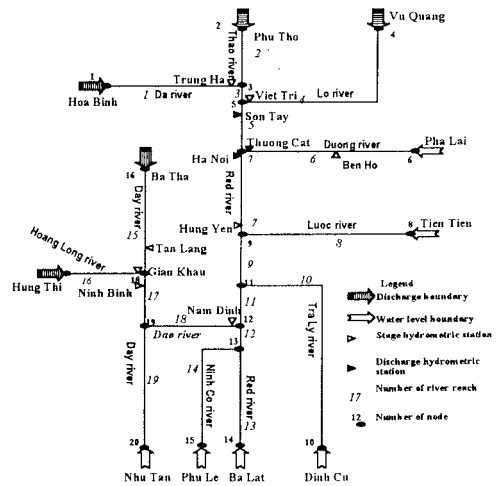 2
Phu Tho
2
Vu Quang
4
Thao river
1
Trung Ha
3
Hoa Binh
1
Da river
3
5
Viet Tri
4
Lo river
Son Tay
5
Thuong Cat
Duong river
Pha Lai
Ha Noi
7
6
6
Ben Ho
16
Ba Tha
Red river
Day river
Hung Yen
7
Luoc river
8
Tien Tien
15
Tan Lang
9
8
Hoang Long river
Gian Khau
9
Hung Thi
16
18
Ninh Binh
17
11
10
Legend
Discharge boundary
Water level boundary
Stage hydrometric station
Discharge hydrometric
station
17
Number of river reach
12
Number of node
11
Nam Dinh
18
12
19
Dao river
12
Tra Ly river
13
Day river
14
Ninh Co river
Red river
19
13
20
15
14
10
Nhu Tan
Phu Le
Ba Lat
Dinh Cu